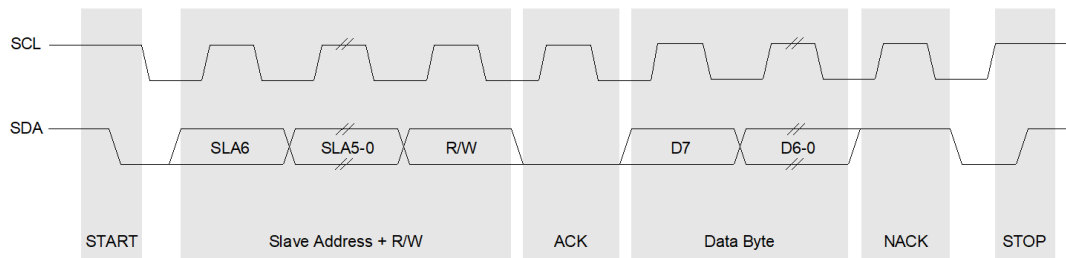 SCL
SDA
SLA6 SLA5-0 R/W D7 D6-0
START Slave Address + R/W ACK Data Byte NACK STOP